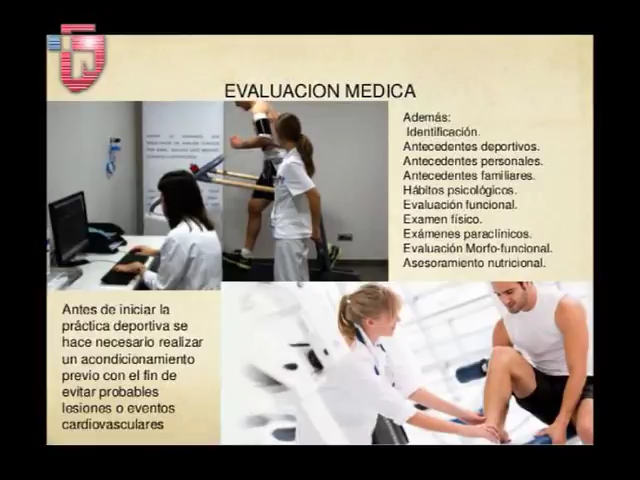 EVALUACION MEDICA
Además:
Identificación.
Antecedentes deportivos.
Antecedentes personales.
Antecedentes familiares.
Hábitos psicológicos.
Evaluación funcional.
Examen físico.
Exámenes paraclínicos.
Evaluación Morfo-funcional.
Asesoramiento nutricional.
Antes de iniciar la
práctica deportiva se
hace necesario realizar
un acondicionamiento
previo con el fin de
evitar probables
lesiones o eventos
cardiovasculares